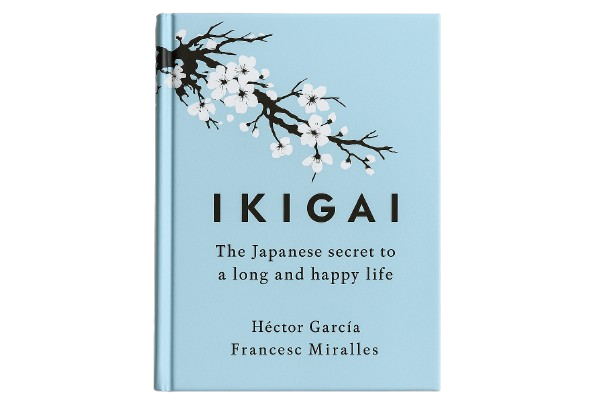 IKIGAI
The Japanese secret to
a long and happy life
Héctor García
Francesc Miralles